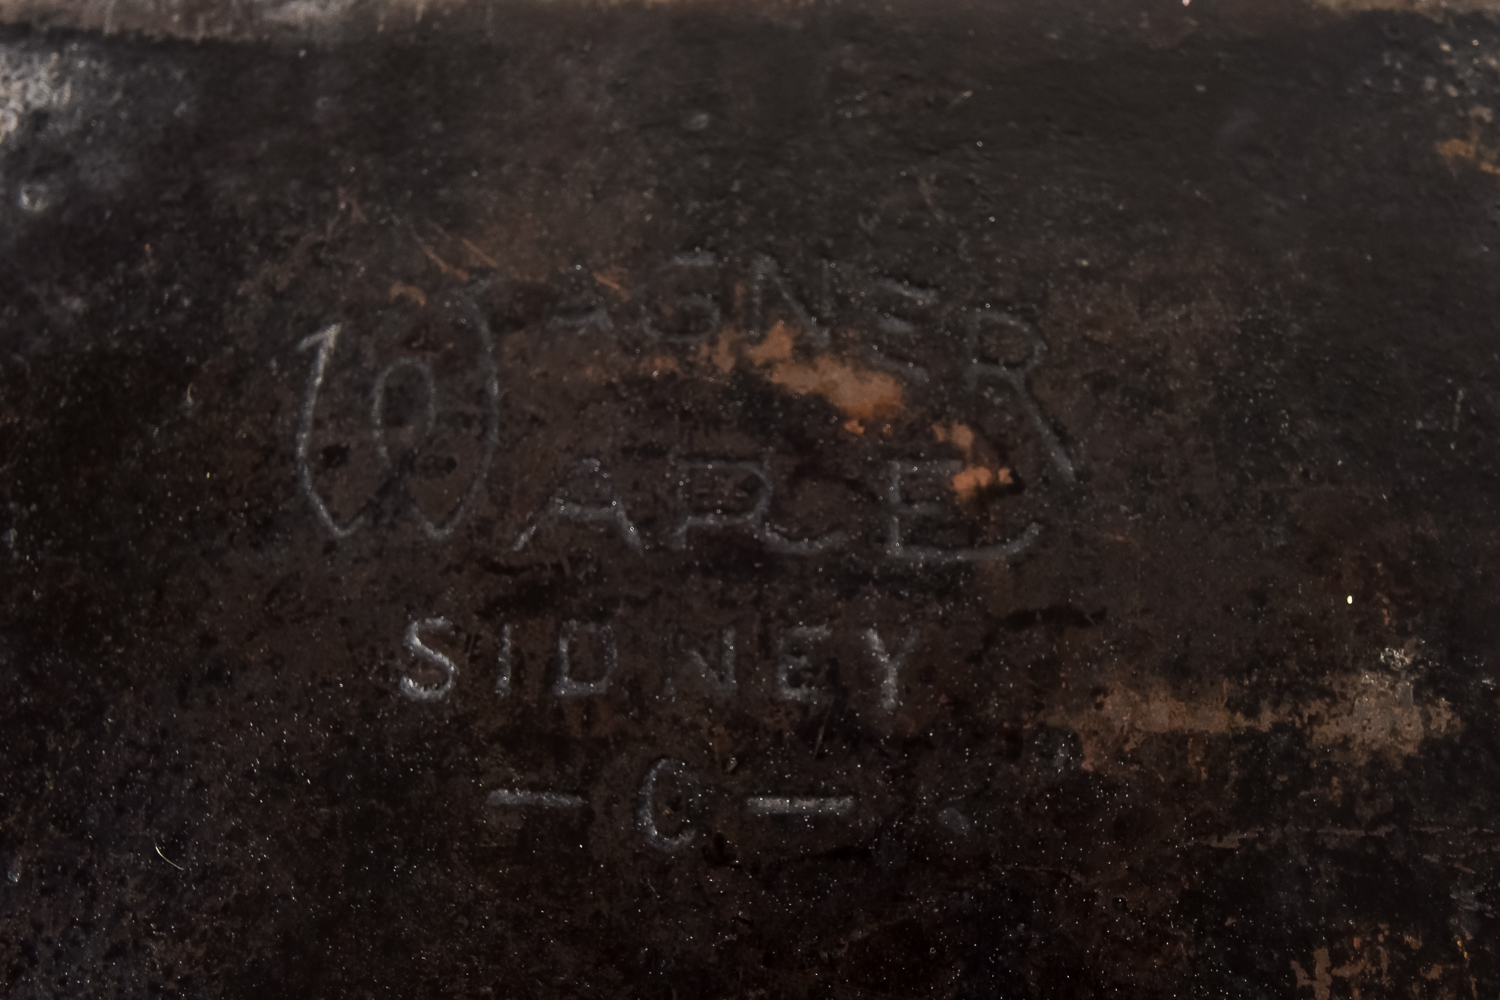 WAGNER
WARE
SIDNEY
— C —